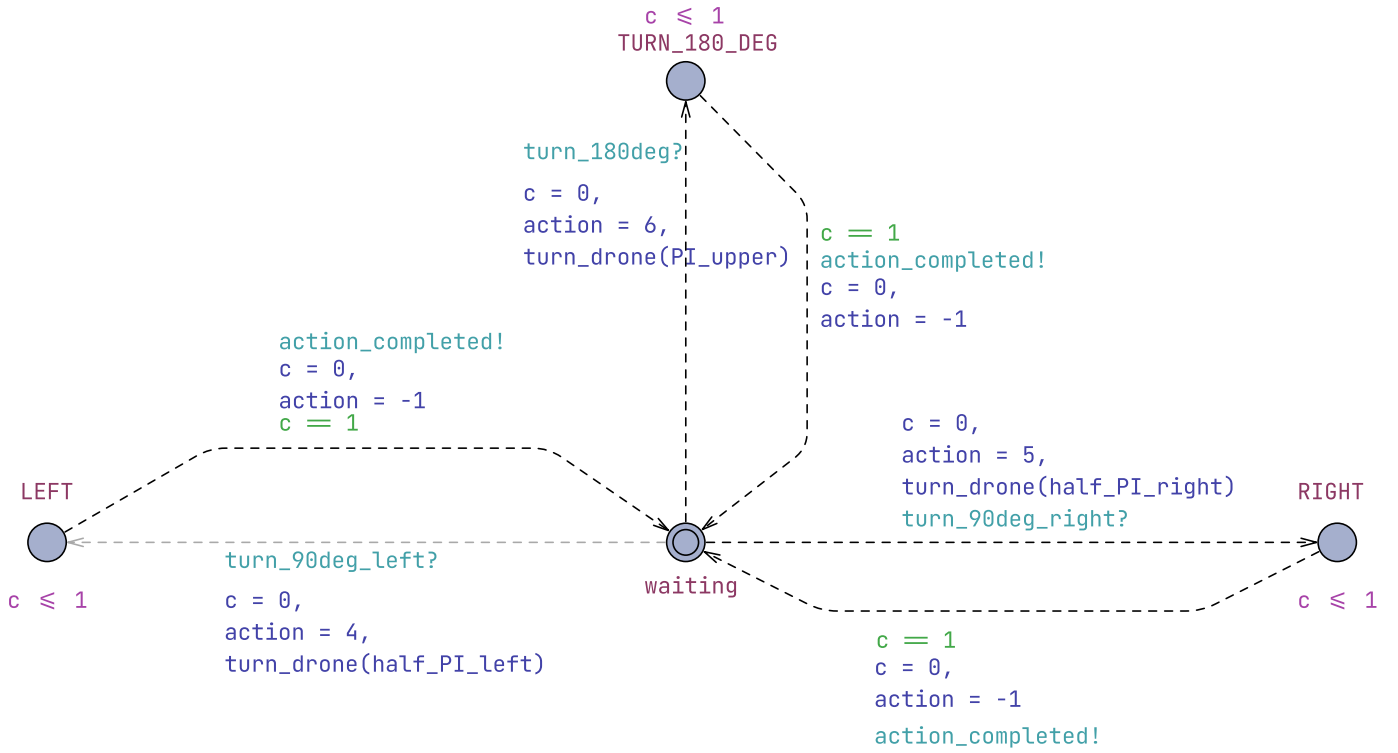 c <= 1
TURN_180_DEG
turn_180deg?
c = 0,
action = 6,
turn_drone(PI_upper)
c == 1
action_completed!
c = 0,
action = -1
action_completed!
c = 0,
action = -1
c == 1
c = 0,
action = 5,
turn_drone(half_PI_right)
turn_90deg_right?
LEFT
RIGHT
turn_90deg_left?
waiting
c <= 1
c = 0,
action = 4,
turn_drone(half_PI_left)
c <= 1
c == 1
c = 0,
action = -1
action_completed!